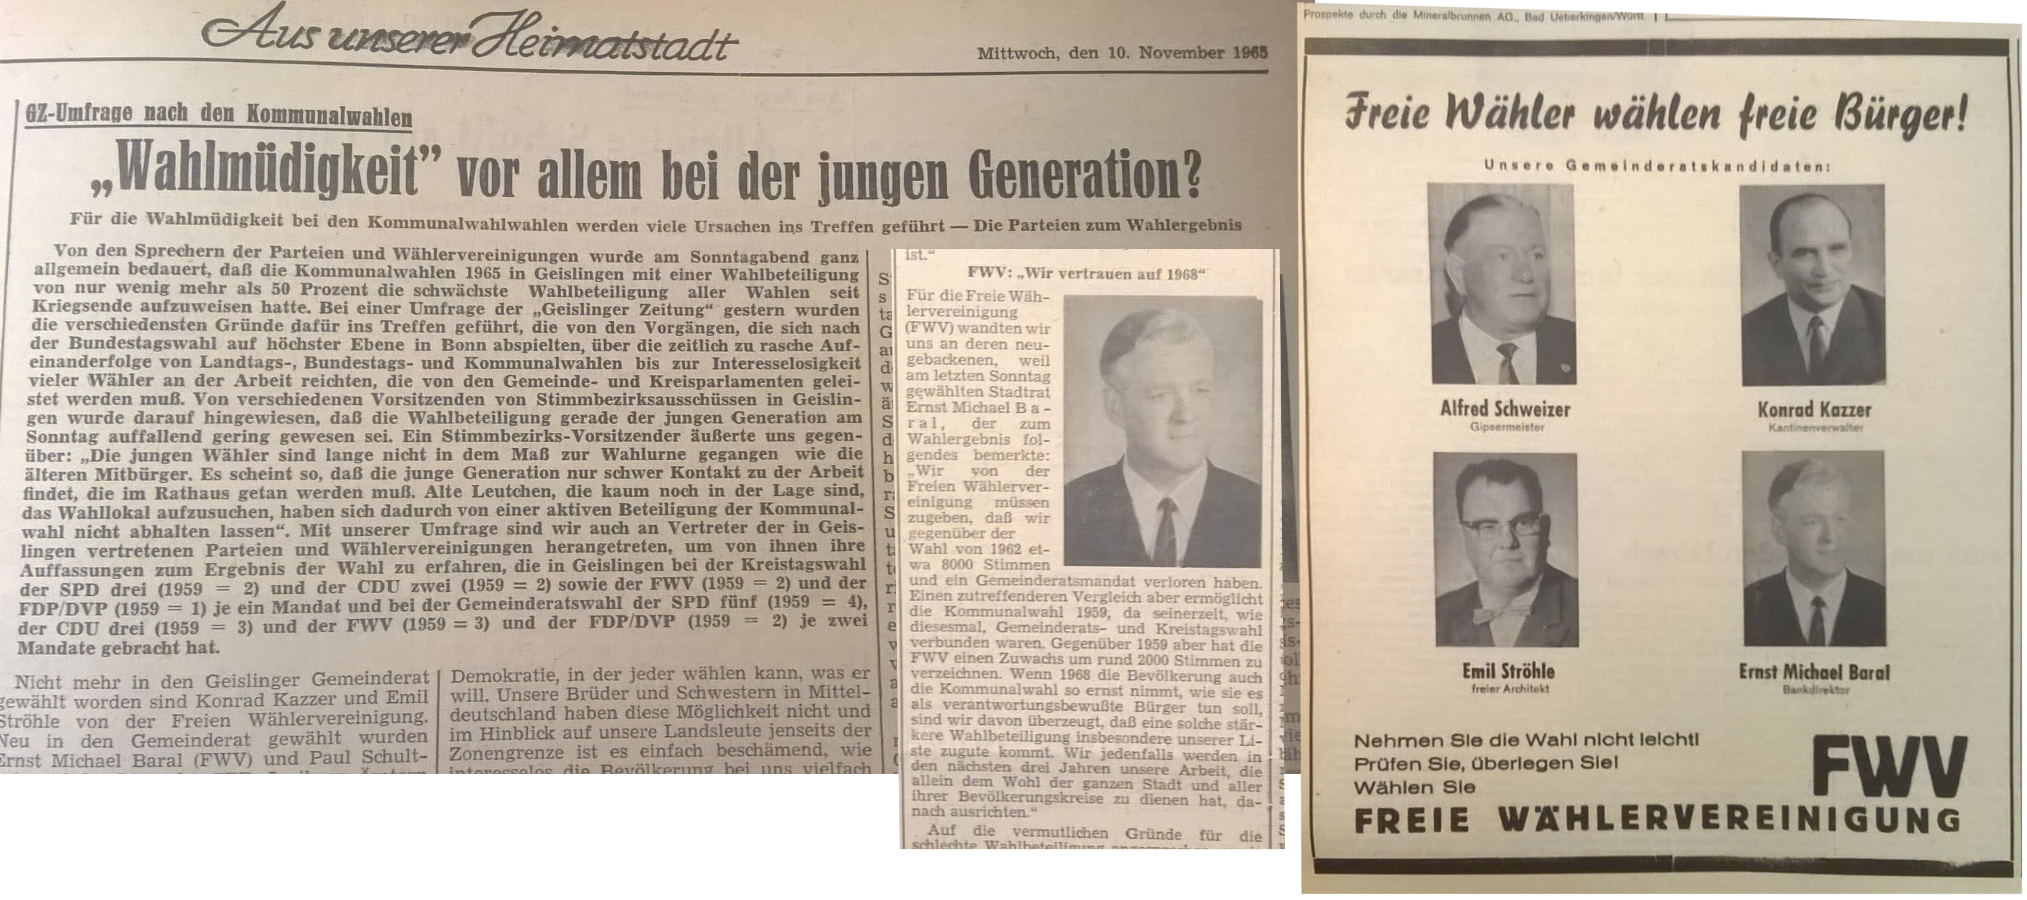 Aus unserer Heimatstadt
Mittwoch, den 10. November 1965
GZ-Umfrage nach den Kommunalwahlen
„Wahlmüdigkeit” vor allem bei der jungen Generation?
Für die Wahlmüdigkeit bei den Kommunalwahlwahlen werden viele Ursachen ins Treffen geführt — Die Parteien zum Wahlergebnis
Von den Sprechern der Parteien und Wählervereinigungen wurde am Sonntagabend ganz
allgemein bedauert, daß die Kommunalwahlen 1965 in Geislingen mit einer Wahlbeteiligung
von nur wenig mehr als 50 Prozent die schwächste Wahlbeteiligung aller Wahlen seit
Kriegsende aufzuweisen hatte. Bei einer Umfrage der „Geislinger Zeitung“ gestern wurden
die verschiedensten Gründe dafür ins Treffen geführt, die von den Vorgängen, die sich nach
der Bundestagswahl auf höchster Ebene in Bonn abspielten, über die zeitlich zu rasche Auf-
einanderfolge von Landtags-, Bundestags- und Kommunalwahlen bis zur Interesselosigkeit
vieler Wähler an der Arbeit reichten, die von den Gemeinde- und Kreisparlamenten gelei-
stet werden muß. Von verschiedenen Vorsitzenden von Stimmbezirksausschüssen in Geislin-
gen wurde darauf hingewiesen, daß die Wahlbeteiligung gerade der jungen Generation am
Sonntag auffallend gering gewesen sei. Ein Stimmbezirks-Vorsitzender äußerte uns gegen-
über: „Die jungen Wähler sind lange nicht in dem Maß zur Wahlurne gegangen wie die
älteren Mitbürger. Es scheint so, daß die junge Generation nur schwer Kontakt zu der Arbeit
findet, die im Rathaus getan werden muß. Alte Leutchen, die kaum noch in der Lage sind,
das Wahllokal aufzusuchen, haben sich dadurch von einer aktiven Beteiligung der Kommunal-
wahl nicht abhalten lassen“. Mit unserer Umfrage sind wir auch an Vertreter der in Geis-
lingen vertretenen Parteien und Wählervereinigungen herangetreten, um von ihnen ihre
Auffassungen zum Ergebnis der Wahl zu erfahren, die in Geislingen bei der Kreistagswahl
der SPD drei (1959 = 2) und der CDU zwei (1959 = 2) sowie der FWV (1959 = 2) und der
FDP/DVP (1959 = 1) je ein Mandat und bei der Gemeinderatswahl der SPD fünf (1959 = 4),
der CDU drei (1959 = 3) und der FWV (1959 = 3) und der FDP/DVP (1959 = 2) je zwei
Mandate gebracht hat.
Nicht mehr in den Geislinger Gemeinderat
gewählt worden sind Konrad Kazzer und Emil
Ströhle von der Freien Wählervereinigung.
Neu in den Gemeinderat gewählt wurden
Ernst Michael Baral (FWV) und Paul Schult-
Demokratie, in der jeder wählen kann, was er
will. Unsere Brüder und Schwestern in Mittel-
deutschland haben diese Möglichkeit nicht und
im Hinblick auf unsere Landsleute jenseits der
Zonengrenze ist es einfach beschämend, wie
interesselos die Bevölkerung bei uns vielfach
ist.“
FWV: „Wir vertrauen auf 1968“
Für die Freie Wäh-
lervereinigung
(FWV) wandten wir
uns an deren neu-
gebackenen, weil
am letzten Sonntag
gewählten Stadtrat
Ernst Michael Ba-
ral, der zum
Wahlergebnis fol-
gendes bemerkte:
„Wir von der
Freien Wählerver-
einigung müssen
zugeben, daß wir
gegenüber der
Wahl von 1962 et-
wa 8000 Stimmen
und ein Gemeinderatsmandat verloren haben.
Einen zutreffenderen Vergleich aber ermöglicht
die Kommunalwahl 1959, da seinerzeit, wie
diesesmal, Gemeinderats- und Kreistagswahl
verbunden waren. Gegenüber 1959 aber hat die
FWV einen Zuwachs um rund 2000 Stimmen zu
verzeichnen. Wenn 1968 die Bevölkerung auch
die Kommunalwahl so ernst nimmt, wie sie es
als verantwortungsbewußte Bürger tun soll,
sind wir davon überzeugt, daß eine solche stär-
kere Wahlbeteiligung insbesondere unserer Li-
ste zugute kommt. Wir jedenfalls werden in
den nächsten drei Jahren unsere Arbeit, die
allein dem Wohl der ganzen Stadt und aller
ihrer Bevölkerungskreise zu dienen hat, da-
nach ausrichten.“
Auf die vermutlichen Gründe für die
schlechte Wahlbeteiligung
Prospekte durch die Mineralbrunnen AG., Bad Ueberkingen/Württ.
Freie Wähler wählen freie Bürger!
Unsere Gemeinderatskandidaten:
Alfred Schweizer
Gipsermeister
Konrad Kazzer
Kantinenverwalter
Emil Ströhle
freier Architekt
Ernst Michael Baral
Bankdirektor
Nehmen Sie die Wahl nicht leicht!
Prüfen Sie, überlegen Sie!
Wählen Sie
FWV
FREIE WÄHLERVEREINIGUNG